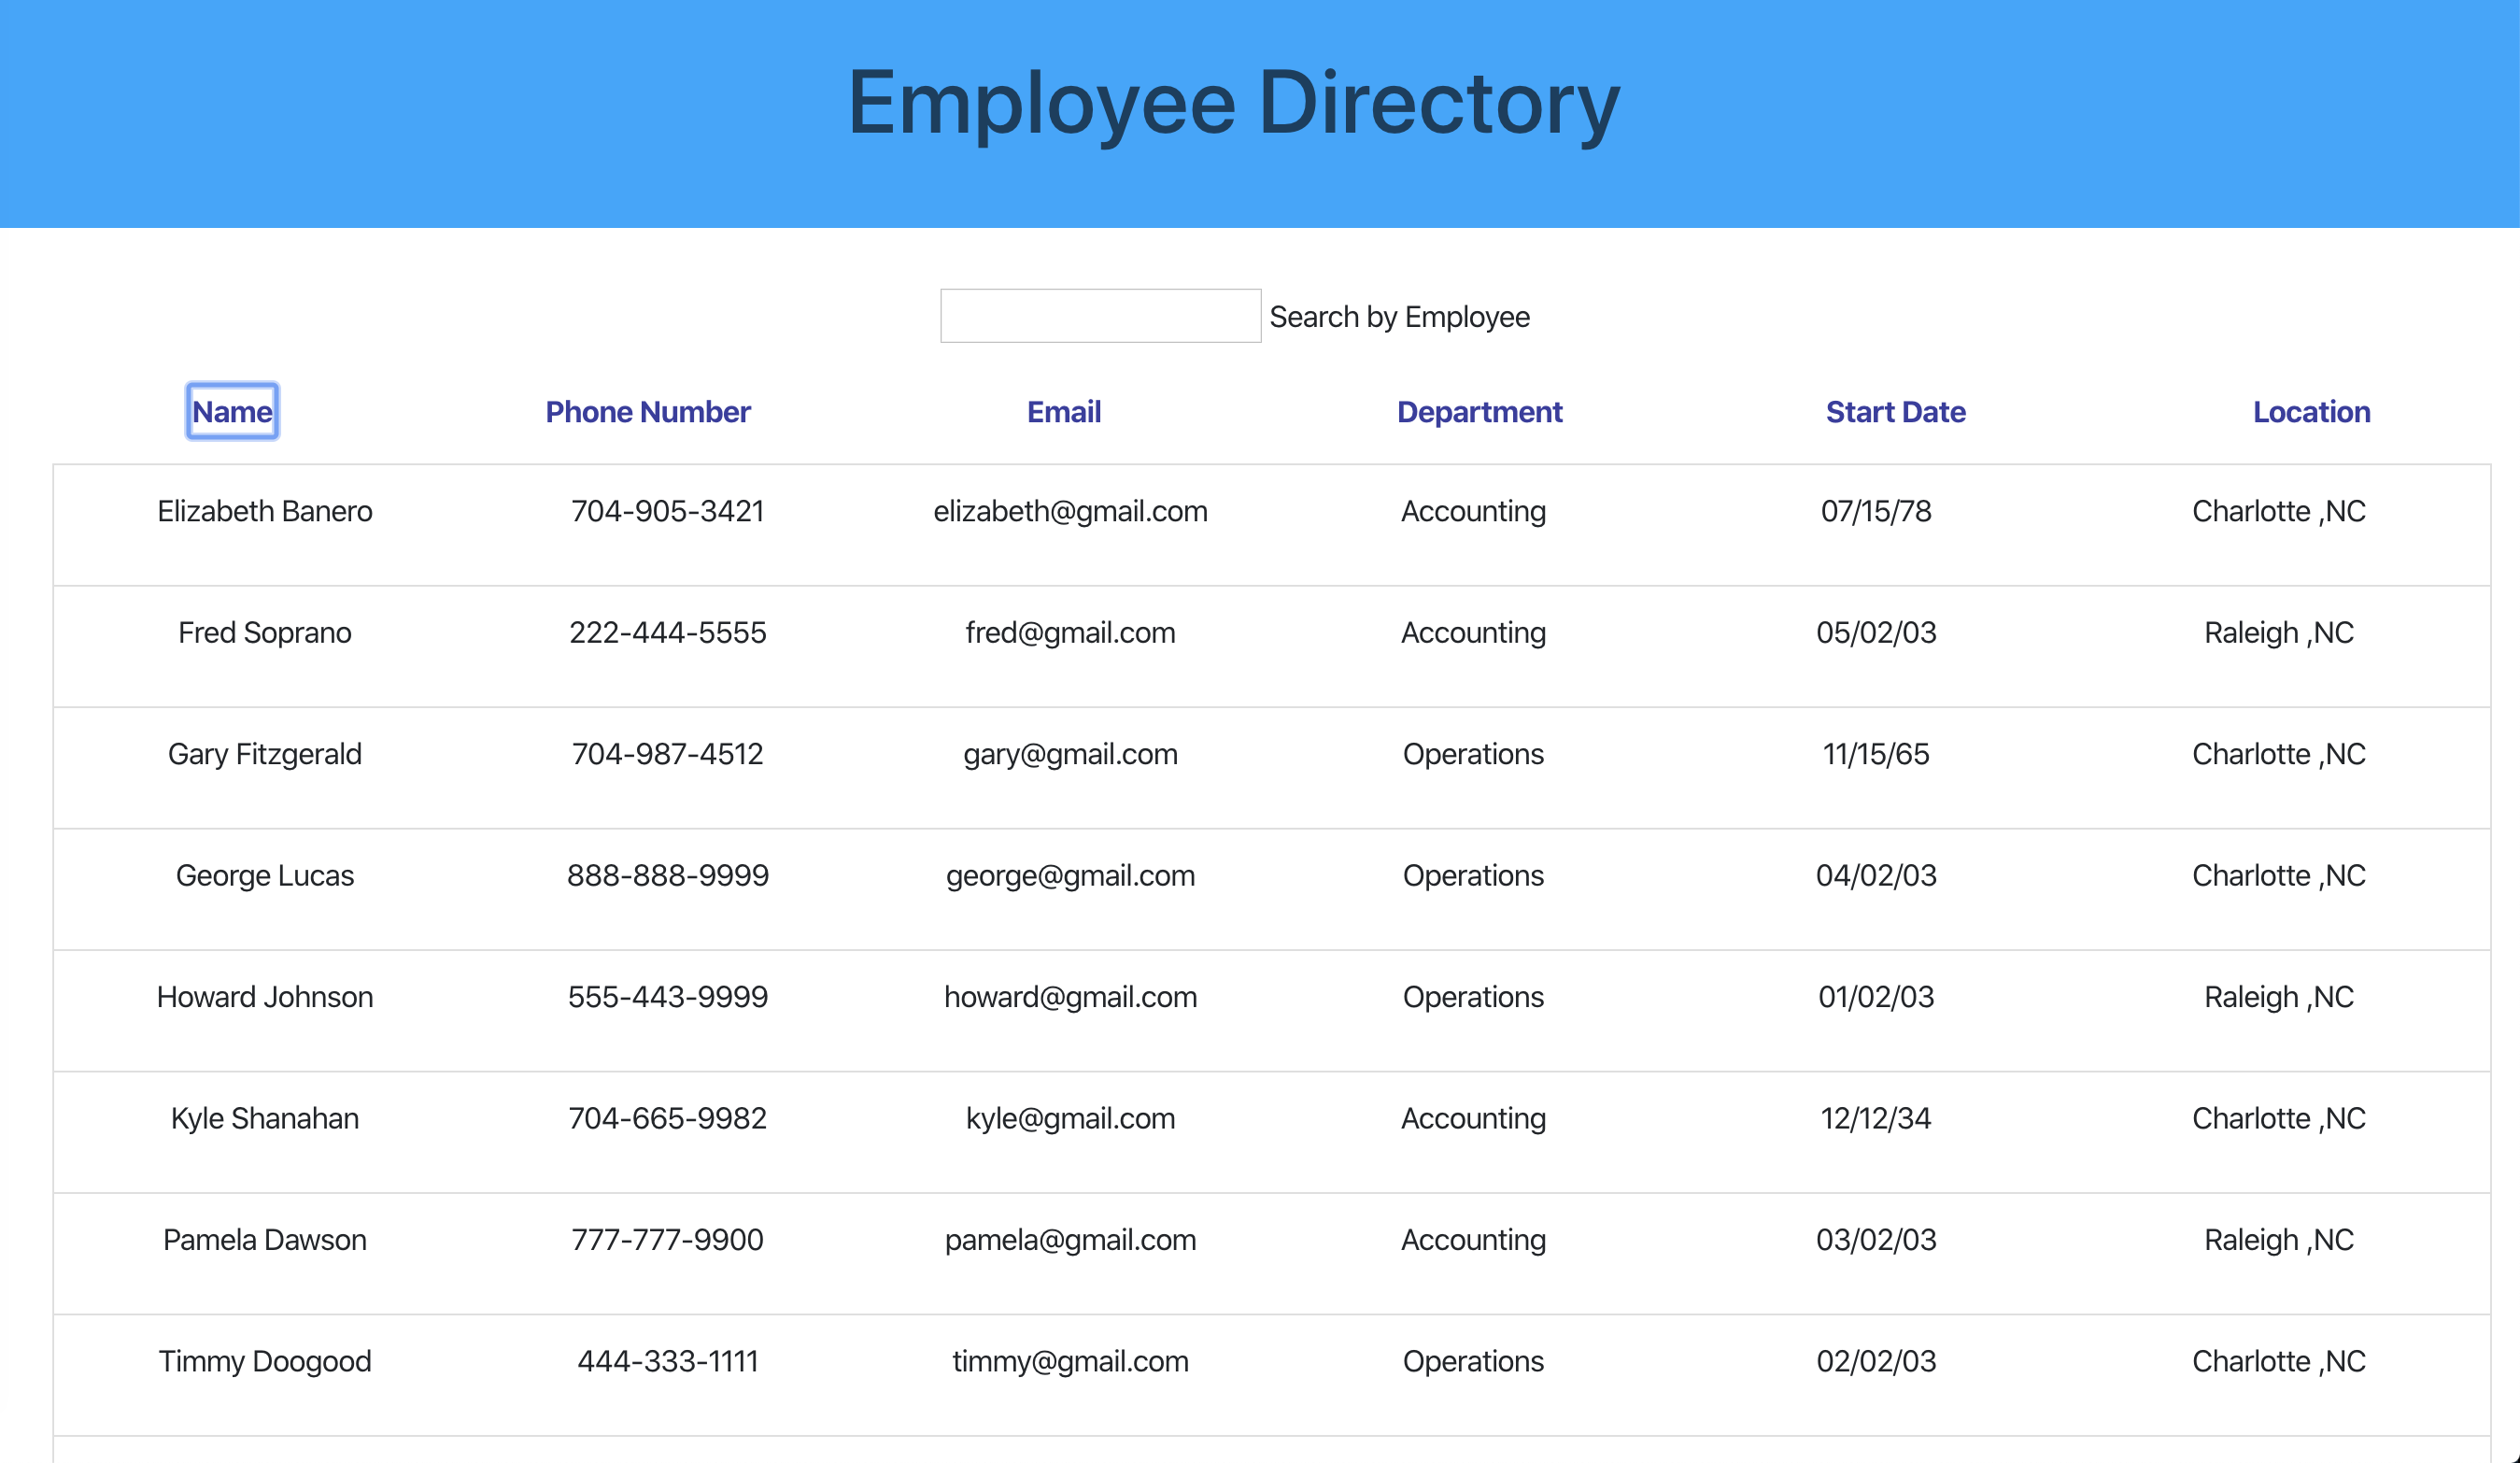 Employee Directory
Search by Employee
Name Phone Number Email Department Start Date Location
Elizabeth Banero 704-905-3421 elizabeth@gmail.com Accounting 07/15/78 Charlotte ,NC
Fred Soprano 222-444-5555 fred@gmail.com Accounting 05/02/03 Raleigh ,NC
Gary Fitzgerald 704-987-4512 gary@gmail.com Operations 11/15/65 Charlotte ,NC
George Lucas 888-888-9999 george@gmail.com Operations 04/02/03 Charlotte ,NC
Howard Johnson 555-443-9999 howard@gmail.com Operations 01/02/03 Raleigh ,NC
Kyle Shanahan 704-665-9982 kyle@gmail.com Accounting 12/12/34 Charlotte ,NC
Pamela Dawson 777-777-9900 pamela@gmail.com Accounting 03/02/03 Raleigh ,NC
Timmy Doogood 444-333-1111 timmy@gmail.com Operations 02/02/03 Charlotte ,NC